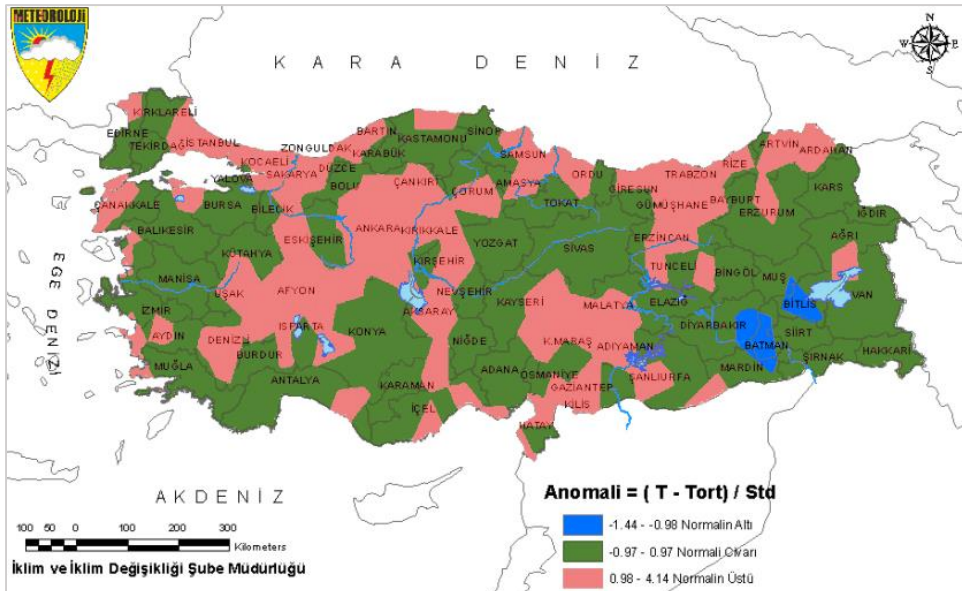 METEOROLOJİ
N
W E
S
KARA DENİZ
KIRKLARELİ
EDİRNE
TEKİRDAĞ
İSTANBUL
ZONGULDAK
BARTIN
KASTAMONU
SİNOP
KARABÜK
KOCAELİ
SAKARYA
DÜZCE
BOLU
YALOVA
ÇANKIRI
ÇORUM
AMASYA
SAMSUN
ORDU
TOKAT
GİRESUN
TRABZON
RİZE
ARTVİN
ARDAHAN
GÜMÜŞHANE
BAYBURT
ERZURUM
KARS
IĞDIR
AĞRI
ÇANAKKALE
BURSA
BİLECİK
BALIKESİR
KÜTAHYA
ESKİŞEHİR
ANKARA
KIRIKKALE
YOZGAT
SİVAS
ERZİNCAN
TUNCELİ
BİNGÖL
MUŞ
BİTLİS
VAN
EGE DENİZİ
MANİSA
UŞAK
AFYON
KIRŞEHİR
NEVŞEHİR
KAYSERİ
MALATYA
ELAZIĞ
DİYARBAKIR
BATMAN
SİİRT
ŞIRNAK
HAKKARİ
İZMİR
AYDIN
DENİZLİ
ISPARTA
BURDUR
KONYA
AKSARAY
NİĞDE
K.MARAŞ
ADIYAMAN
MARDİN
MUĞLA
ANTALYA
KARAMAN
İÇEL
ADANA
OSMANİYE
GAZİANTEP
KİLİS
ŞANLIURFA
HATAY
AKDENİZ
Anomali = ( T - Tort) / Std
-1.44 - -0.98 Normalin Altı
-0.97 - 0.97 Normali Civarı
0.98 - 4.14 Normalin Üstü
100 50 0 100 200 300
Kilometers
İklim ve İklim Değişikliği Şube Müdürlüğü